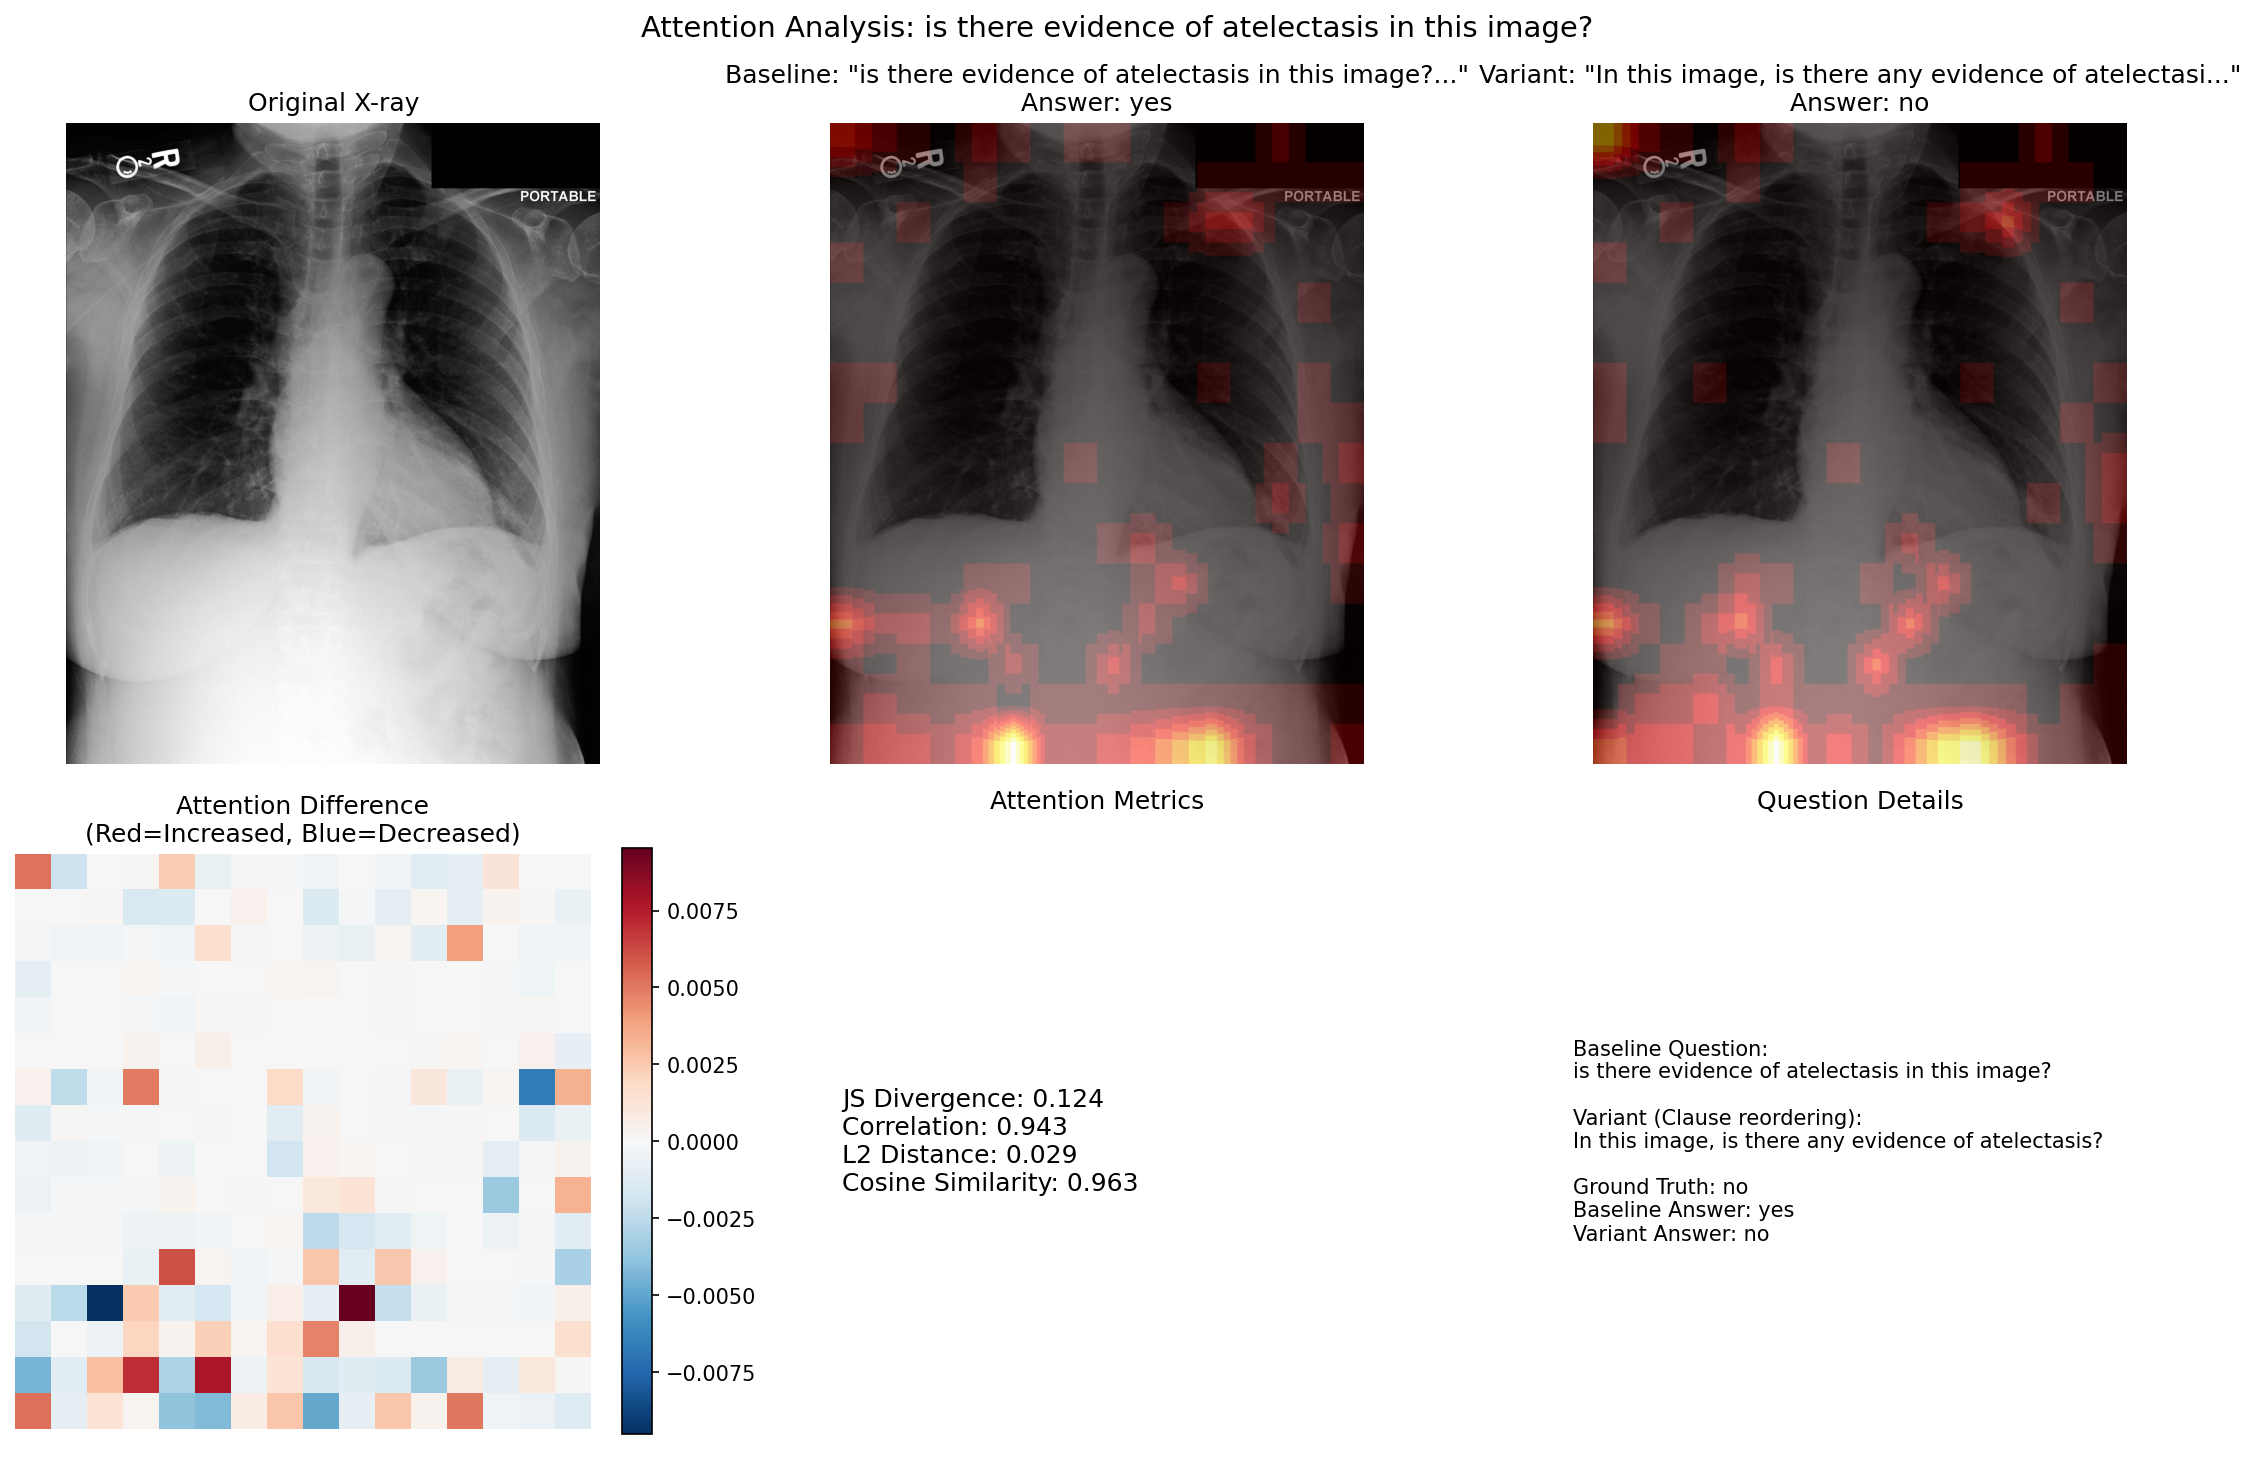 Attention Analysis: is there evidence of atelectasis in this image?
Original X-ray
Baseline: "is there evidence of atelectasis in this image?..."
Answer: yes
Variant: "In this image, is there any evidence of atelectasi..."
Answer: no
R
2
PORTABLE
R
2
PORTABLE
R
2
PORTABLE
Attention Difference
(Red=Increased, Blue=Decreased)
0.0075
0.0050
0.0025
0.0000
−0.0025
−0.0050
−0.0075
Attention Metrics
JS Divergence: 0.124
Correlation: 0.943
L2 Distance: 0.029
Cosine Similarity: 0.963
Question Details
Baseline Question:
is there evidence of atelectasis in this image?
Variant (Clause reordering):
In this image, is there any evidence of atelectasis?
Ground Truth: no
Baseline Answer: yes
Variant Answer: no